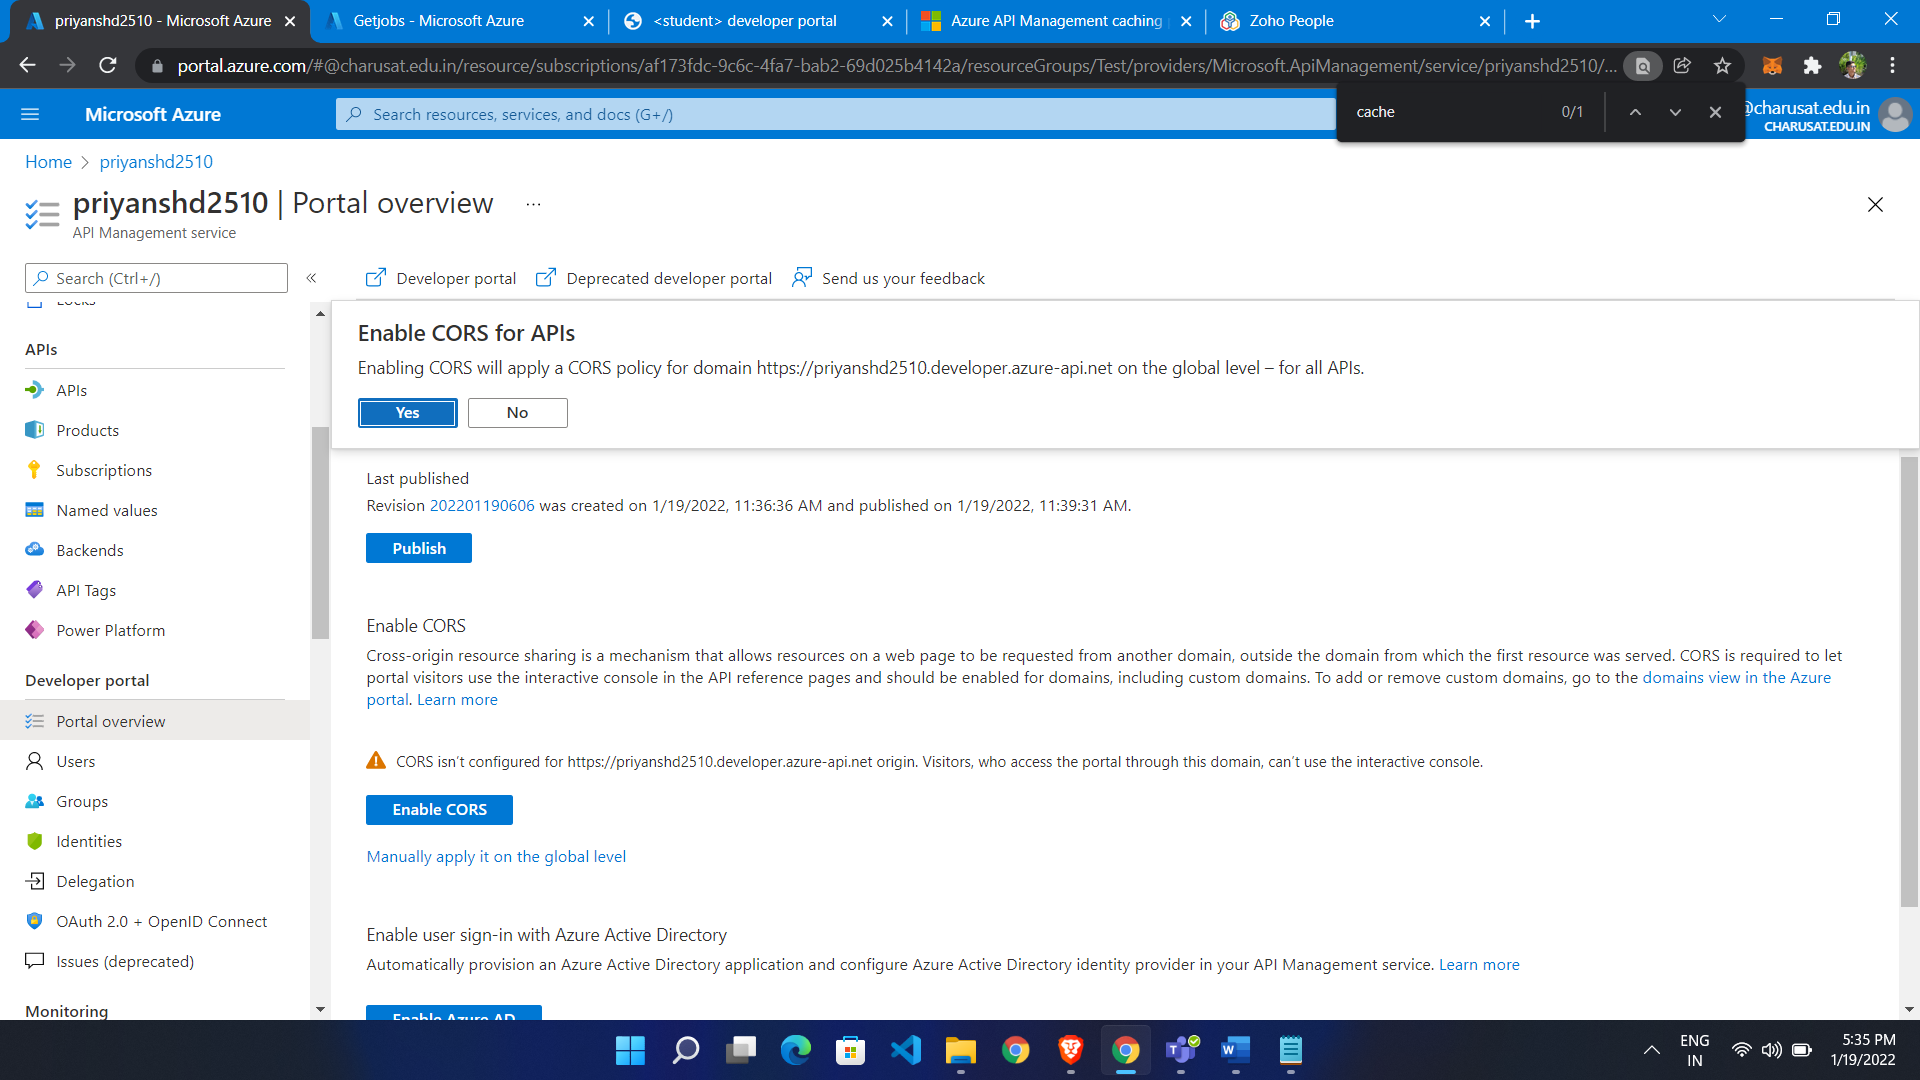 priyanshd2510 - Microsoft Azure
Getjobs - Microsoft Azure
<student> developer portal
Azure API Management caching
Zoho People
portal.azure.com/#@charusat.edu.in/resource/subscriptions/af173fdc-9c6c-4fa7-bab2-69d025b4142a/resourceGroups/Test/providers/Microsoft.ApiManagement/service/priyanshd2510/...
cache
0/1
Microsoft Azure
Search resources, services, and docs (G+/)
@charusat.edu.in
CHARUSAT.EDU.IN
Home
priyanshd2510
priyanshd2510 | Portal overview
...
API Management service
Search (Ctrl+/)
Developer portal
Deprecated developer portal
Send us your feedback
Locks
APIs
APIs
Products
Subscriptions
Named values
Backends
API Tags
Power Platform
Developer portal
Portal overview
Users
Groups
Identities
Delegation
OAuth 2.0 + OpenID Connect
Issues (deprecated)
Monitoring
Enable CORS for APIs
Enabling CORS will apply a CORS policy for domain https://priyanshd2510.developer.azure-api.net on the global level – for all APIs.
Yes
No
Last published
Revision 202201190606 was created on 1/19/2022, 11:36:36 AM and published on 1/19/2022, 11:39:31 AM.
Publish
Enable CORS
Cross-origin resource sharing is a mechanism that allows resources on a web page to be requested from another domain, outside the domain from which the first resource was served. CORS is required to let
portal visitors use the interactive console in the API reference pages and should be enabled for domains, including custom domains. To add or remove custom domains, go to the domains view in the Azure
portal. Learn more
CORS isn't configured for https://priyanshd2510.developer.azure-api.net origin. Visitors, who access the portal through this domain, can't use the interactive console.
Enable CORS
Manually apply it on the global level
Enable user sign-in with Azure Active Directory
Automatically provision an Azure Active Directory application and configure Azure Active Directory identity provider in your API Management service. Learn more
Enable Azure AD
ENG
IN
5:35 PM
1/19/2022